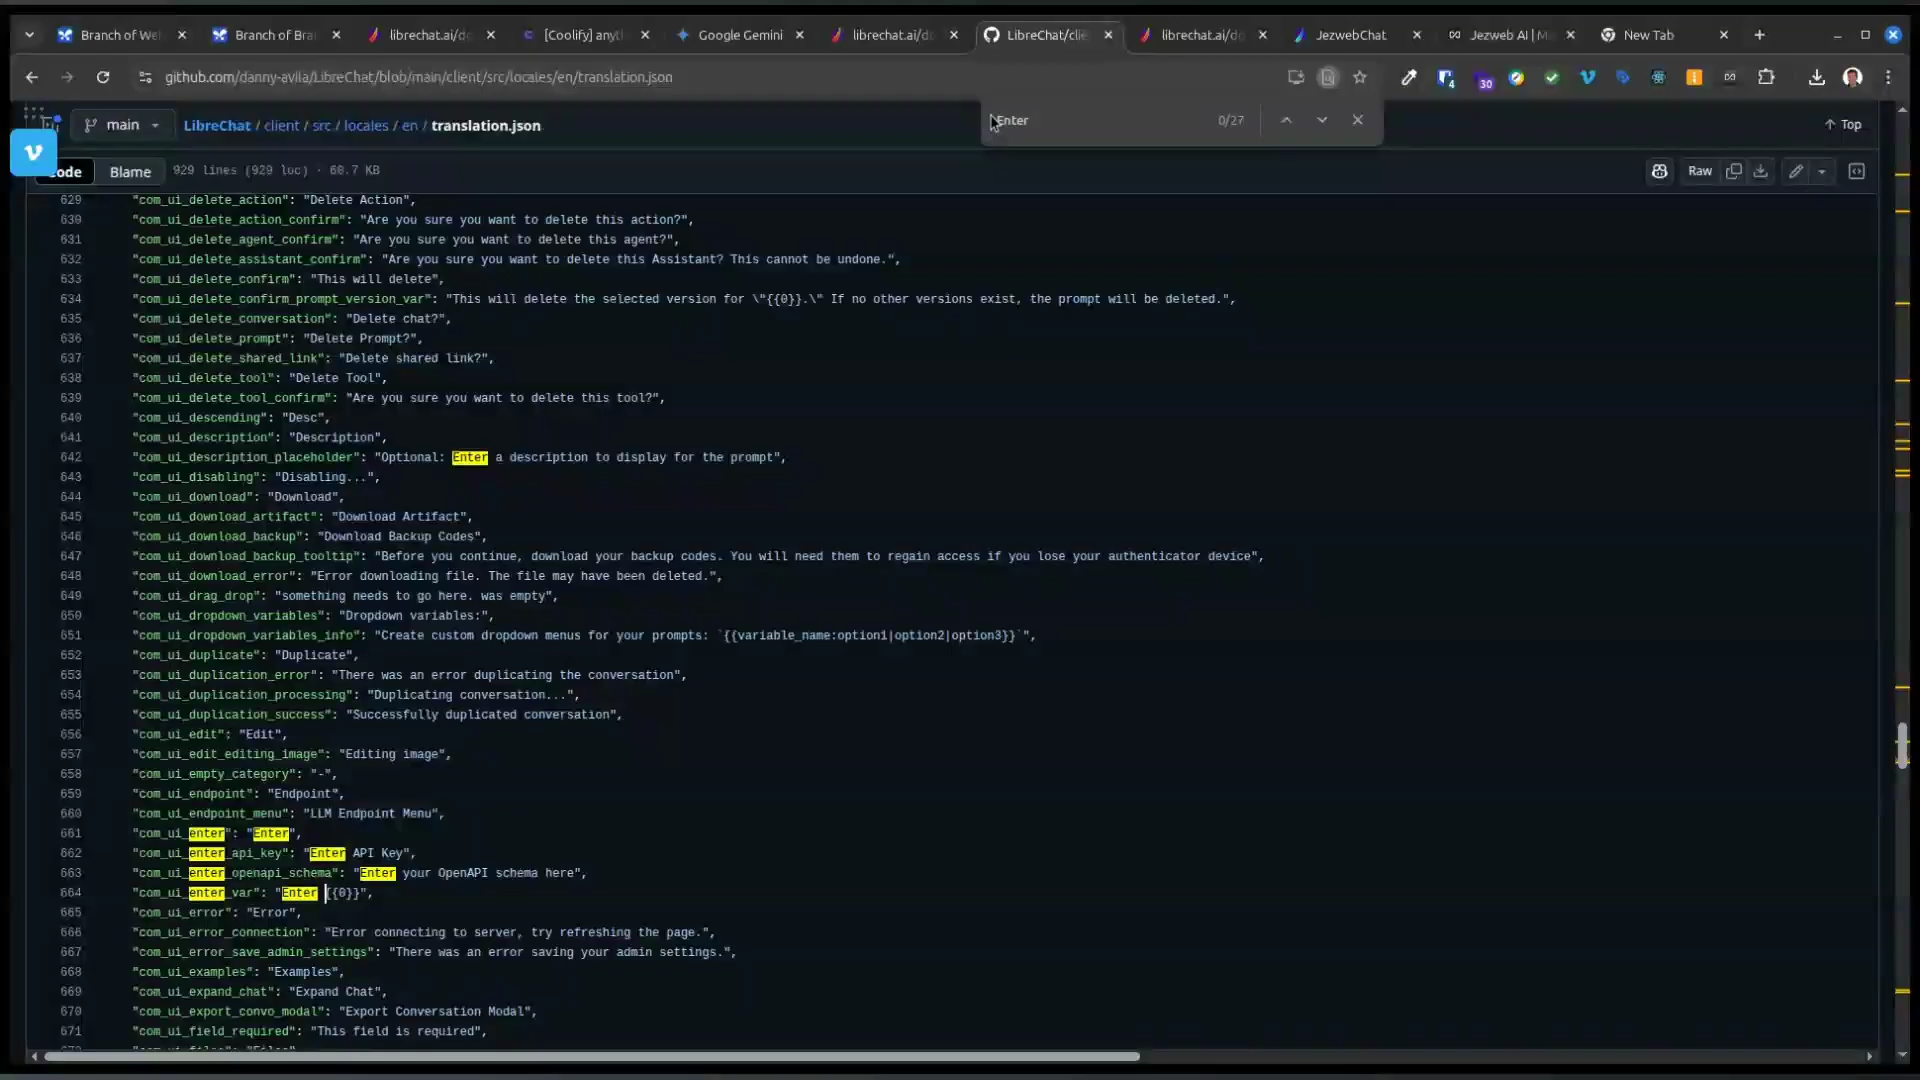 Branch of We
Branch of Bra
librechat.ai/do
[Coolify] anyt
Google Gemini
librechat.ai/do
LibreChat/clie
librechat.ai/do
JezwebChat
Jezweb AI | M
New Tab
github.com/danny-avila/LibreChat/blob/main/client/src/locales/en/translation.json
4
30
main
LibreChat / client / src / locales / en / translation.json
Enter
0/27
Top
Code
Blame
929 lines (929 loc) · 60.7 KB
Raw
629 "com_ui_delete_action": "Delete Action",
630 "com_ui_delete_action_confirm": "Are you sure you want to delete this action?",
631 "com_ui_delete_agent_confirm": "Are you sure you want to delete this agent?",
632 "com_ui_delete_assistant_confirm": "Are you sure you want to delete this Assistant? This cannot be undone.",
633 "com_ui_delete_confirm": "This will delete",
634 "com_ui_delete_confirm_prompt_version_var": "This will delete the selected version for \"{{0}}.\" If no other versions exist, the prompt will be deleted.",
635 "com_ui_delete_conversation": "Delete chat?",
636 "com_ui_delete_prompt": "Delete Prompt?",
637 "com_ui_delete_shared_link": "Delete shared link?",
638 "com_ui_delete_tool": "Delete Tool",
639 "com_ui_delete_tool_confirm": "Are you sure you want to delete this tool?",
640 "com_ui_descending": "Desc",
641 "com_ui_description": "Description",
642 "com_ui_description_placeholder": "Optional: Enter a description to display for the prompt",
643 "com_ui_disabling": "Disabling...",
644 "com_ui_download": "Download",
645 "com_ui_download_artifact": "Download Artifact",
646 "com_ui_download_backup": "Download Backup Codes",
647 "com_ui_download_backup_tooltip": "Before you continue, download your backup codes. You will need them to regain access if you lose your authenticator device",
648 "com_ui_download_error": "Error downloading file. The file may have been deleted.",
649 "com_ui_drag_drop": "something needs to go here. was empty",
650 "com_ui_dropdown_variables": "Dropdown variables:",
651 "com_ui_dropdown_variables_info": "Create custom dropdown menus for your prompts: `{{variable_name:option1|option2|option3}}`",
652 "com_ui_duplicate": "Duplicate",
653 "com_ui_duplication_error": "There was an error duplicating the conversation",
654 "com_ui_duplication_processing": "Duplicating conversation...",
655 "com_ui_duplication_success": "Successfully duplicated conversation",
656 "com_ui_edit": "Edit",
657 "com_ui_edit_editing_image": "Editing image",
658 "com_ui_empty_category": "-",
659 "com_ui_endpoint": "Endpoint",
660 "com_ui_endpoint_menu": "LLM Endpoint Menu",
661 "com_ui_enter": "Enter",
662 "com_ui_enter_api_key": "Enter API Key",
663 "com_ui_enter_openapi_schema": "Enter your OpenAPI schema here",
664 "com_ui_enter_var": "Enter {{0}}",
665 "com_ui_error": "Error",
666 "com_ui_error_connection": "Error connecting to server, try refreshing the page.",
667 "com_ui_error_save_admin_settings": "There was an error saving your admin settings.",
668 "com_ui_examples": "Examples",
669 "com_ui_expand_chat": "Expand Chat",
670 "com_ui_export_convo_modal": "Export Conversation Modal",
671 "com_ui_field_required": "This field is required",